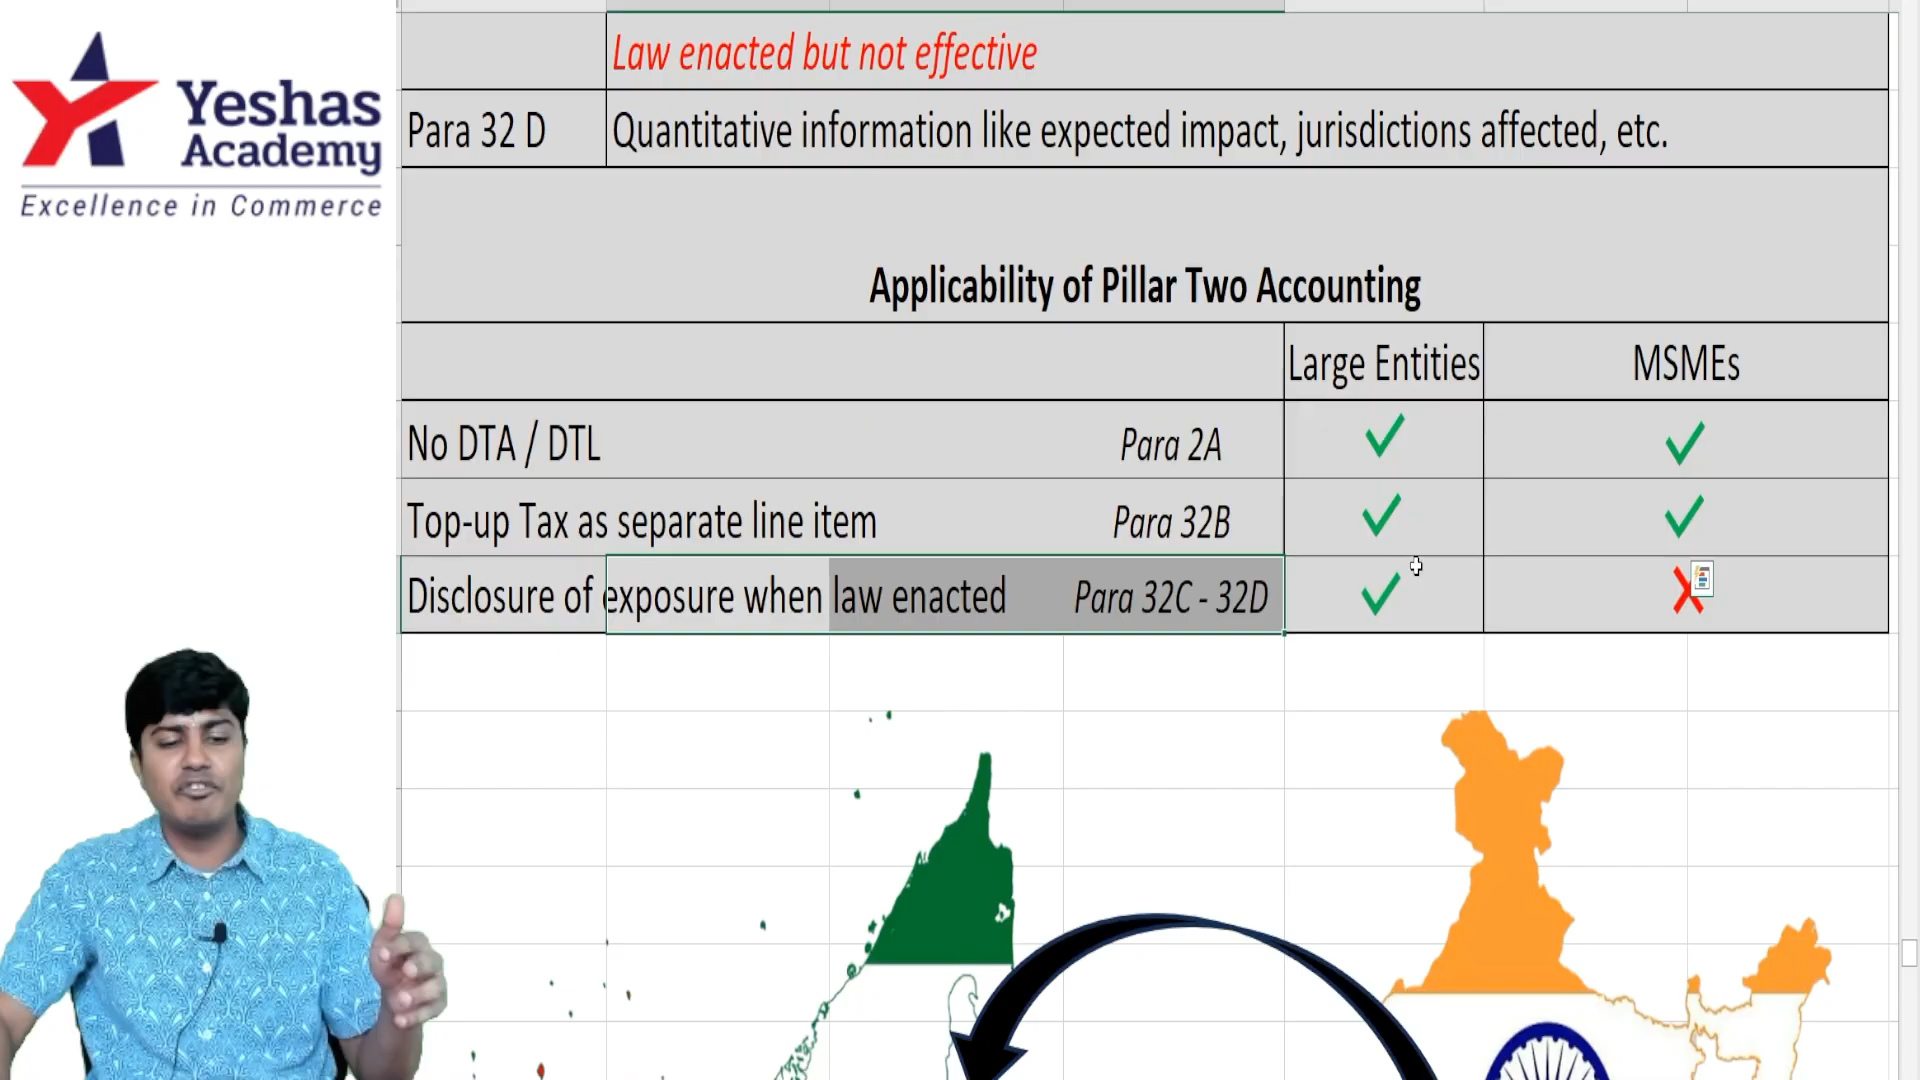 Yeshas
Academy
Excellence in Commerce
Law enacted but not effective
Para 32 D Quantitative information like expected impact, jurisdictions affected, etc.
Applicability of Pillar Two Accounting
Large Entities MSMEs
No DTA / DTL Para 2A
Top-up Tax as separate line item Para 32B
Disclosure of exposure when law enacted Para 32C - 32D